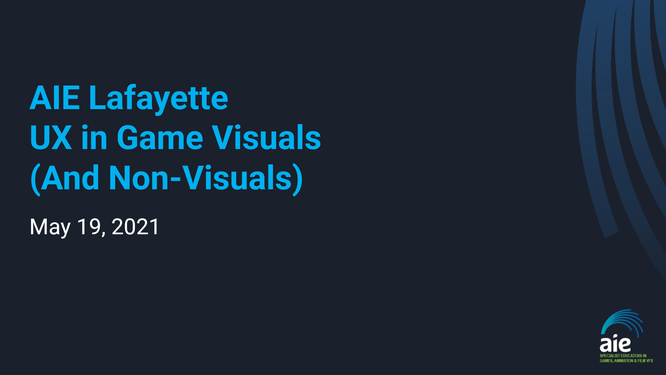 AIE Lafayette
UX in Game Visuals
(And Non-Visuals)
May 19, 2021
aie
SPECIALIST EDUCATORS IN
GAMES, ANIMATION & FILM VFX